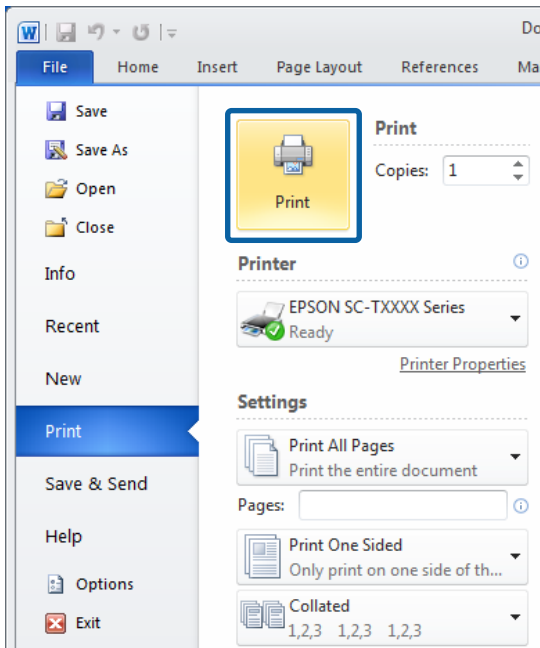 W
Do
File Home Insert Page Layout References Ma
Save
Save As
Open
Close
Info
Recent
New
Print
Save & Send
Help
Options
Exit
Print
Print
Copies: 1
Printer
EPSON SC-TXXXX Series
Ready
Printer Properties
Settings
Print All Pages
Print the entire document
Pages:
Print One Sided
Only print on one side of th...
Collated
1,2,3 1,2,3 1,2,3